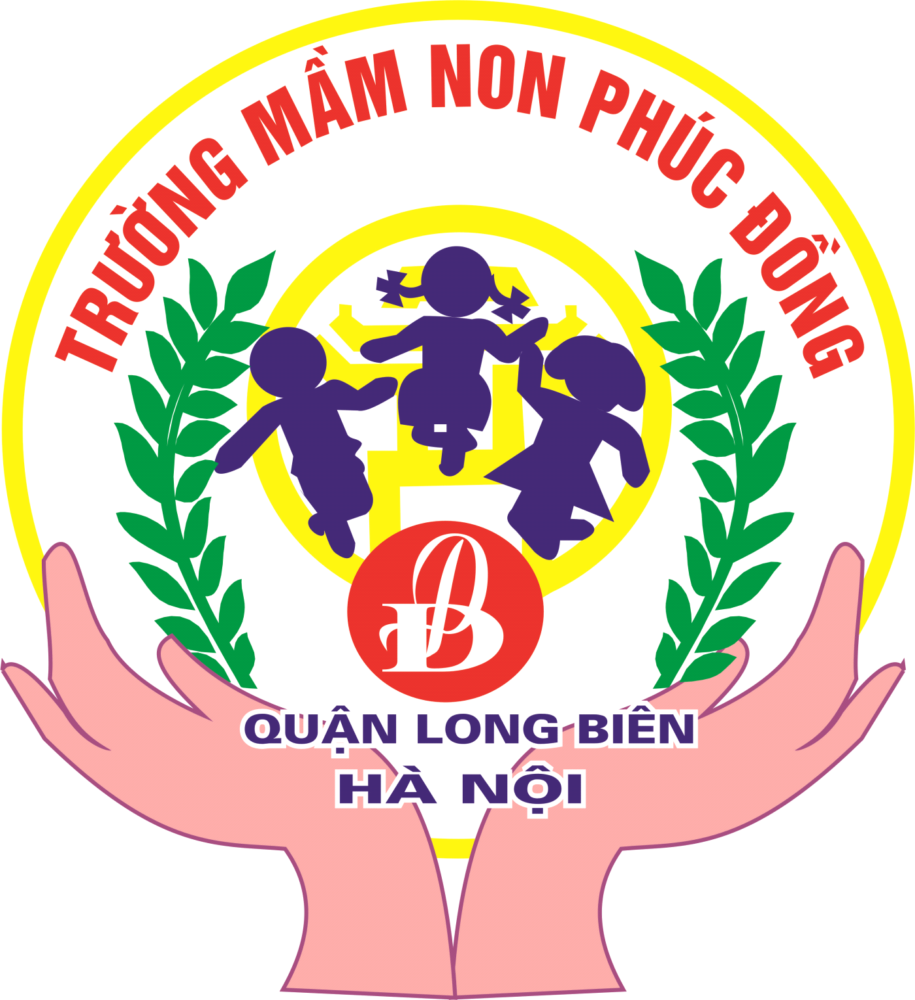 TRƯỜNG MẦM NON PHÚC ĐỒNG
B
QUẬN LONG BIÊN
HÀ NỘI